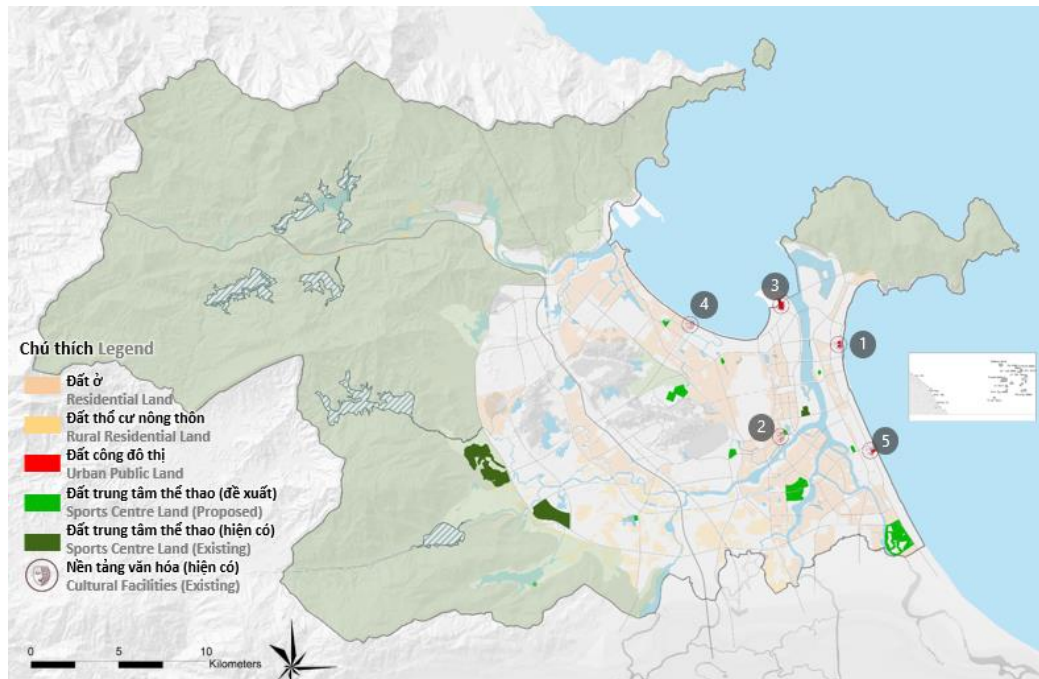 3
4
1
2
5
Chú thích Legend
Đất ở
Residential Land
Đất thổ cư nông thôn
Rural Residential Land
Đất công đô thị
Urban Public Land
Đất trung tâm thể thao (đề xuất)
Sports Centre Land (Proposed)
Đất trung tâm thể thao (hiện có)
Sports Centre Land (Existing)
Nền tảng văn hóa (hiện có)
Cultural Facilities (Existing)
0 5 10
Kilometers